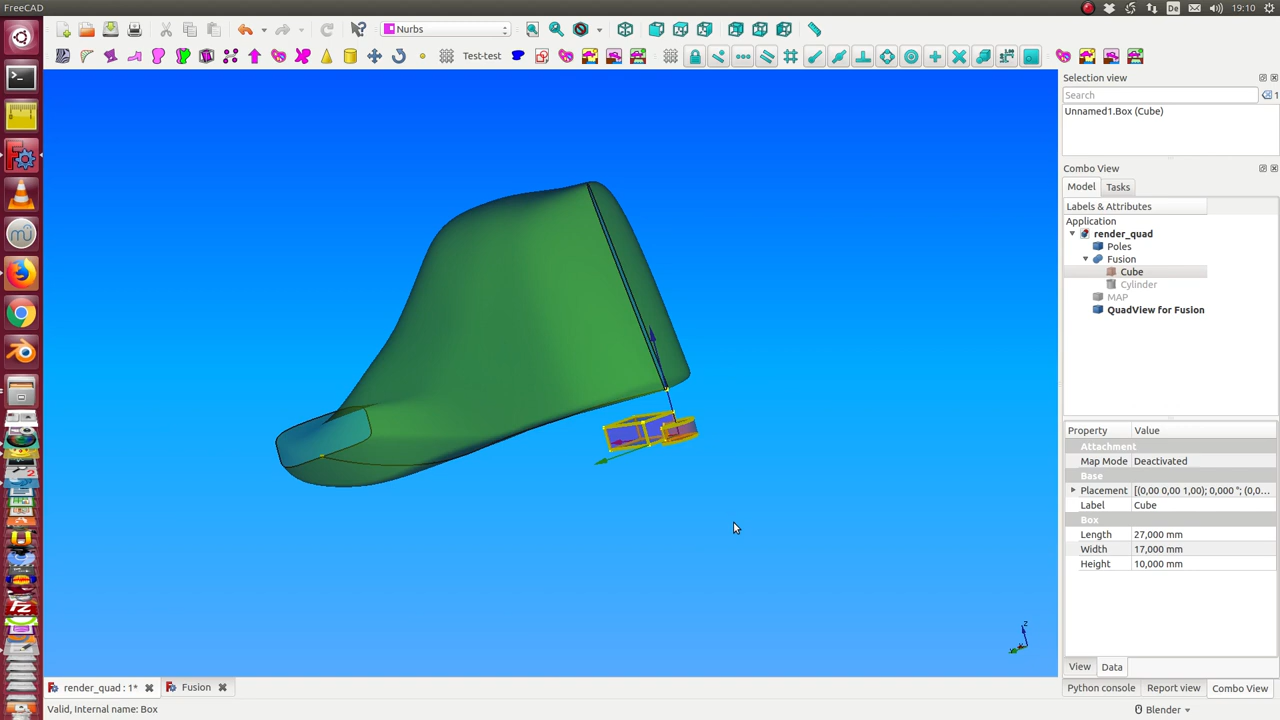 FreeCAD
De
19:10
Nurbs
Test-test
Selection view
Search
1
Unnamed1.Box (Cube)
Combo View
Model
Tasks
Labels & Attributes
Application
render_quad
Poles
Fusion
Cube
Cylinder
MAP
QuadView for Fusion
Property Value
Attachment
Map Mode Deactivated
Base
Placement [(0,00 0,00 1,00); 0,000 °; (0,0...
Label Cube
Box
Length 27,000 mm
Width 17,000 mm
Height 10,000 mm
z
View
Data
render_quad : 1*
Fusion
Python console
Report view
Combo View
Valid, Internal name: Box
Blender